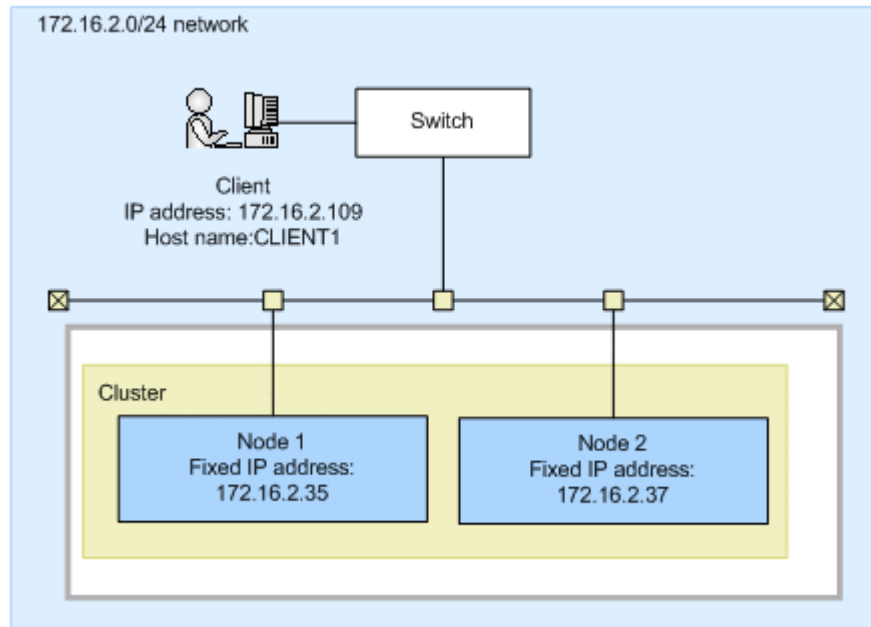 172.16.2.0/24 network
Switch
Client
IP address: 172.16.2.109
Host name:CLIENT1
Cluster
Node 1
Fixed IP address:
172.16.2.35
Node 2
Fixed IP address:
172.16.2.37